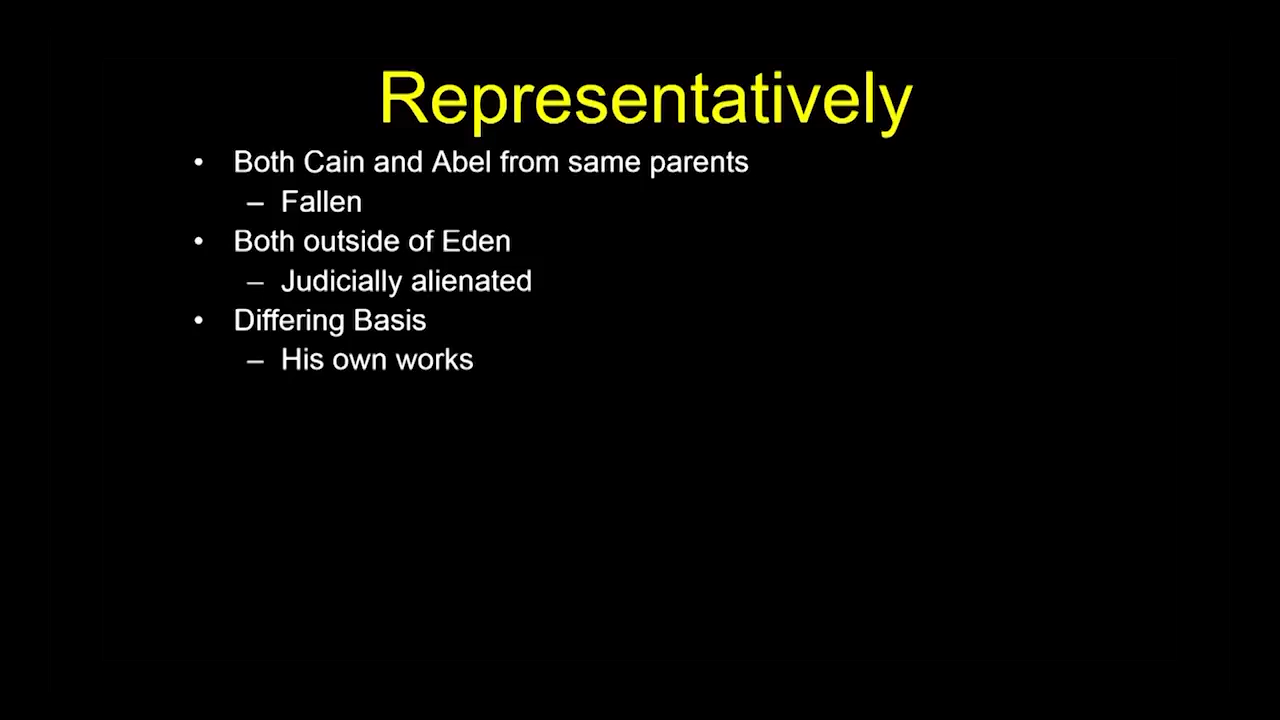 Representatively
• Both Cain and Abel from same parents
– Fallen
• Both outside of Eden
– Judicially alienated
• Differing Basis
– His own works